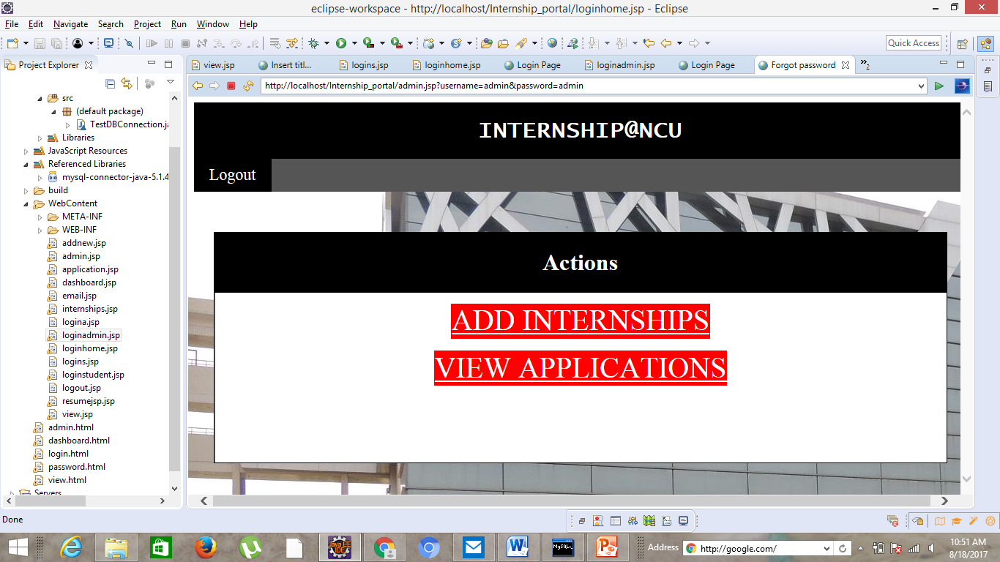 eclipse-workspace - http://localhost/Internship_portal/loginhome.jsp - Eclipse
File Edit Navigate Search Project Run Window Help
Quick Access
Project Explorer
view.jsp Insert titl... logins.jsp loginhome.jsp Login Page loginadmin.jsp Login Page Forgot password »2
http://localhost/Internship_portal/admin.jsp?username=admin&password=admin
src
(default package)
TestDBConnection.ja
Libraries
JavaScript Resources
Referenced Libraries
mysql-connector-java-5.1.4
build
WebContent
META-INF
WEB-INF
addnew.jsp
admin.jsp
application.jsp
dashboard.jsp
email.jsp
internships.jsp
logina.jsp
loginadmin.jsp
loginhome.jsp
logins.jsp
loginstudent.jsp
logout.jsp
resumejsp.jsp
view.jsp
admin.html
dashboard.html
login.html
password.html
view.html
Servers
INTERNSHIP@NCU
Logout
Actions
ADD INTERNSHIPS
VIEW APPLICATIONS
Done
Java EE
IDE
W
MySQL
P
Address http://google.com/
10:51 AM
8/18/2017